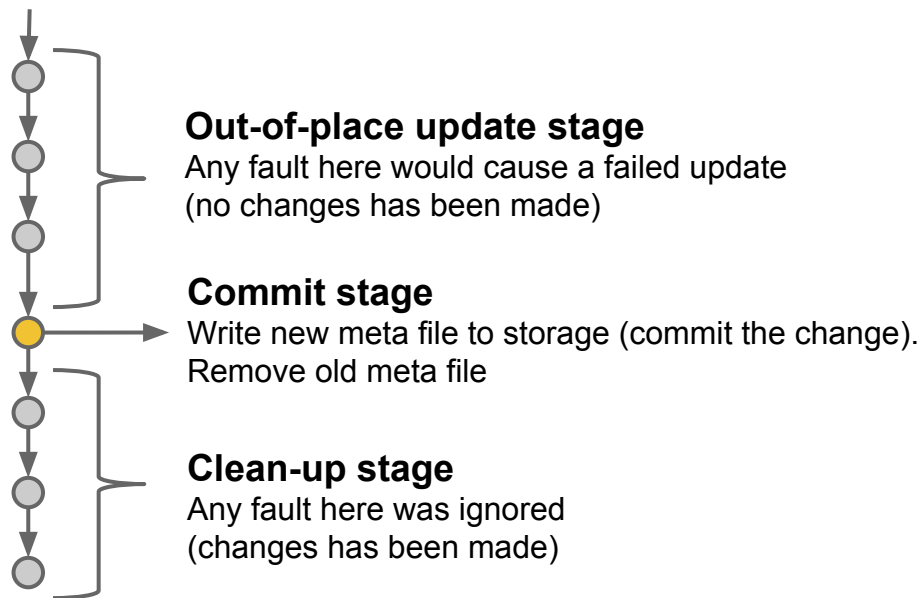 Out-of-place update stage
Any fault here would cause a failed update
(no changes has been made)
Commit stage
Write new meta file to storage (commit the change).
Remove old meta file
Clean-up stage
Any fault here was ignored
(changes has been made)